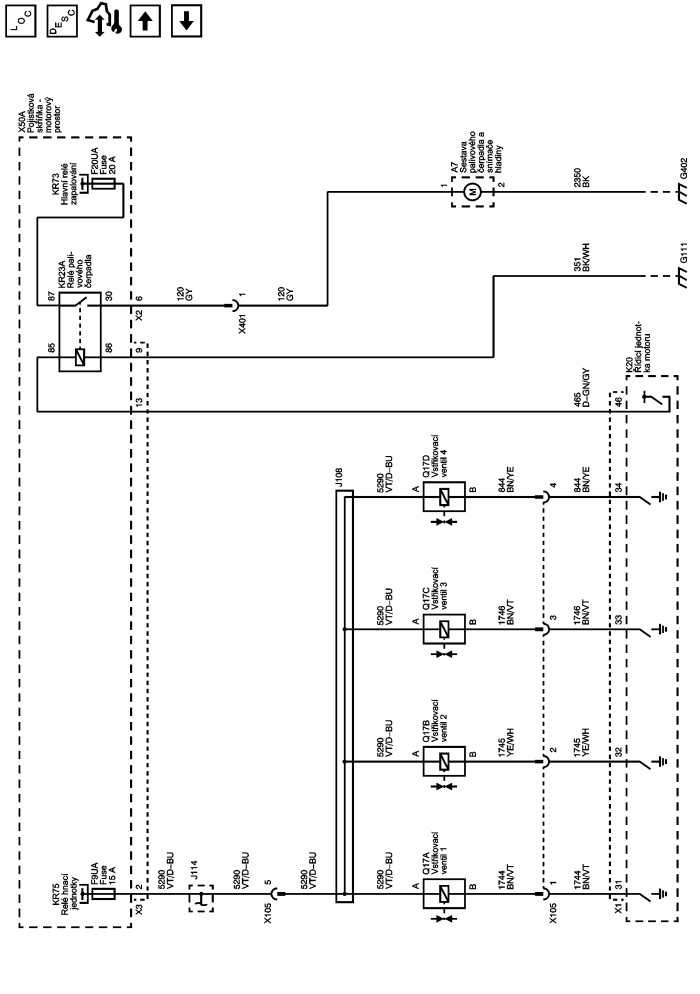 LOC
DESC
X50A
Pojistková
skříňka -
motorový
prostor
KR75
Relé hnací
jednotky
F9UA
Fuse
15 A
KR23A
Relé pali-
vového
čerpadla
KR73
Hlavní relé
zapalování
F20UA
Fuse
20 A
85
87
86
30
X3
2
13
9
X2
6
5290
VT/D-BU
J114
5290
VT/D-BU
X105
5
5290
VT/D-BU
J108
120
GY
X401
1
120
GY
A7
Sestava
palivového
čerpadla a
snímače
hladiny
1
M
2
2350
BK
G402
351
BK/WH
G111
465
D-GN/GY
5290
VT/D-BU
5290
VT/D-BU
5290
VT/D-BU
5290
VT/D-BU
A
Q17A
Vstřikovací
ventil 1
B
A
Q17B
Vstřikovací
ventil 2
B
A
Q17C
Vstřikovací
ventil 3
B
A
Q17D
Vstřikovací
ventil 4
B
1744
BN/VT
1745
YE/WH
1746
BN/VT
844
BN/YE
X105
1
2
3
4
1744
BN/VT
1745
YE/WH
1746
BN/VT
844
BN/YE
X1
31
32
33
34
46
K20
Řídicí jednot-
ka motoru